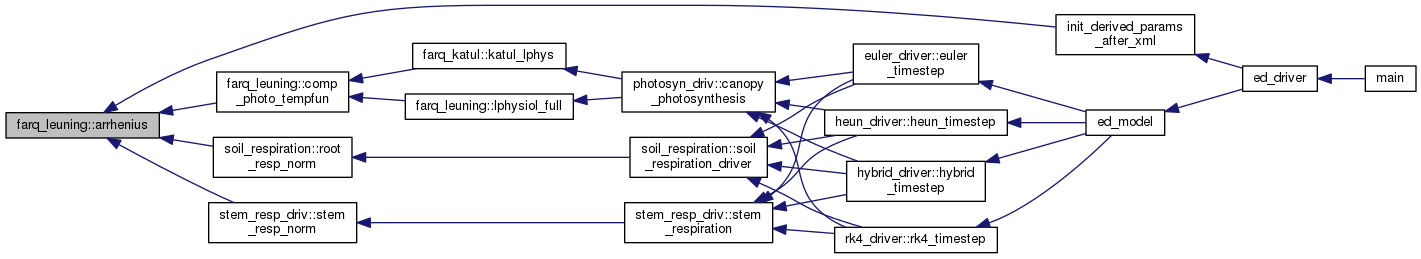 farq_leuning::arrhenius
farq_leuning::comp
_photo_tempfun
soil_respiration::root
_resp_norm
stem_resp_driv::stem
_resp_norm
farq_katul::katul_lphys
farq_leuning::lphysiol_full
photosyn_driv::canopy
_photosynthesis
soil_respiration::soil
_respiration_driver
stem_resp_driv::stem
_respiration
euler_driver::euler
_timestep
heun_driver::heun_timestep
hybrid_driver::hybrid
_timestep
rk4_driver::rk4_timestep
init_derived_params
_after_xml
ed_model
ed_driver
main